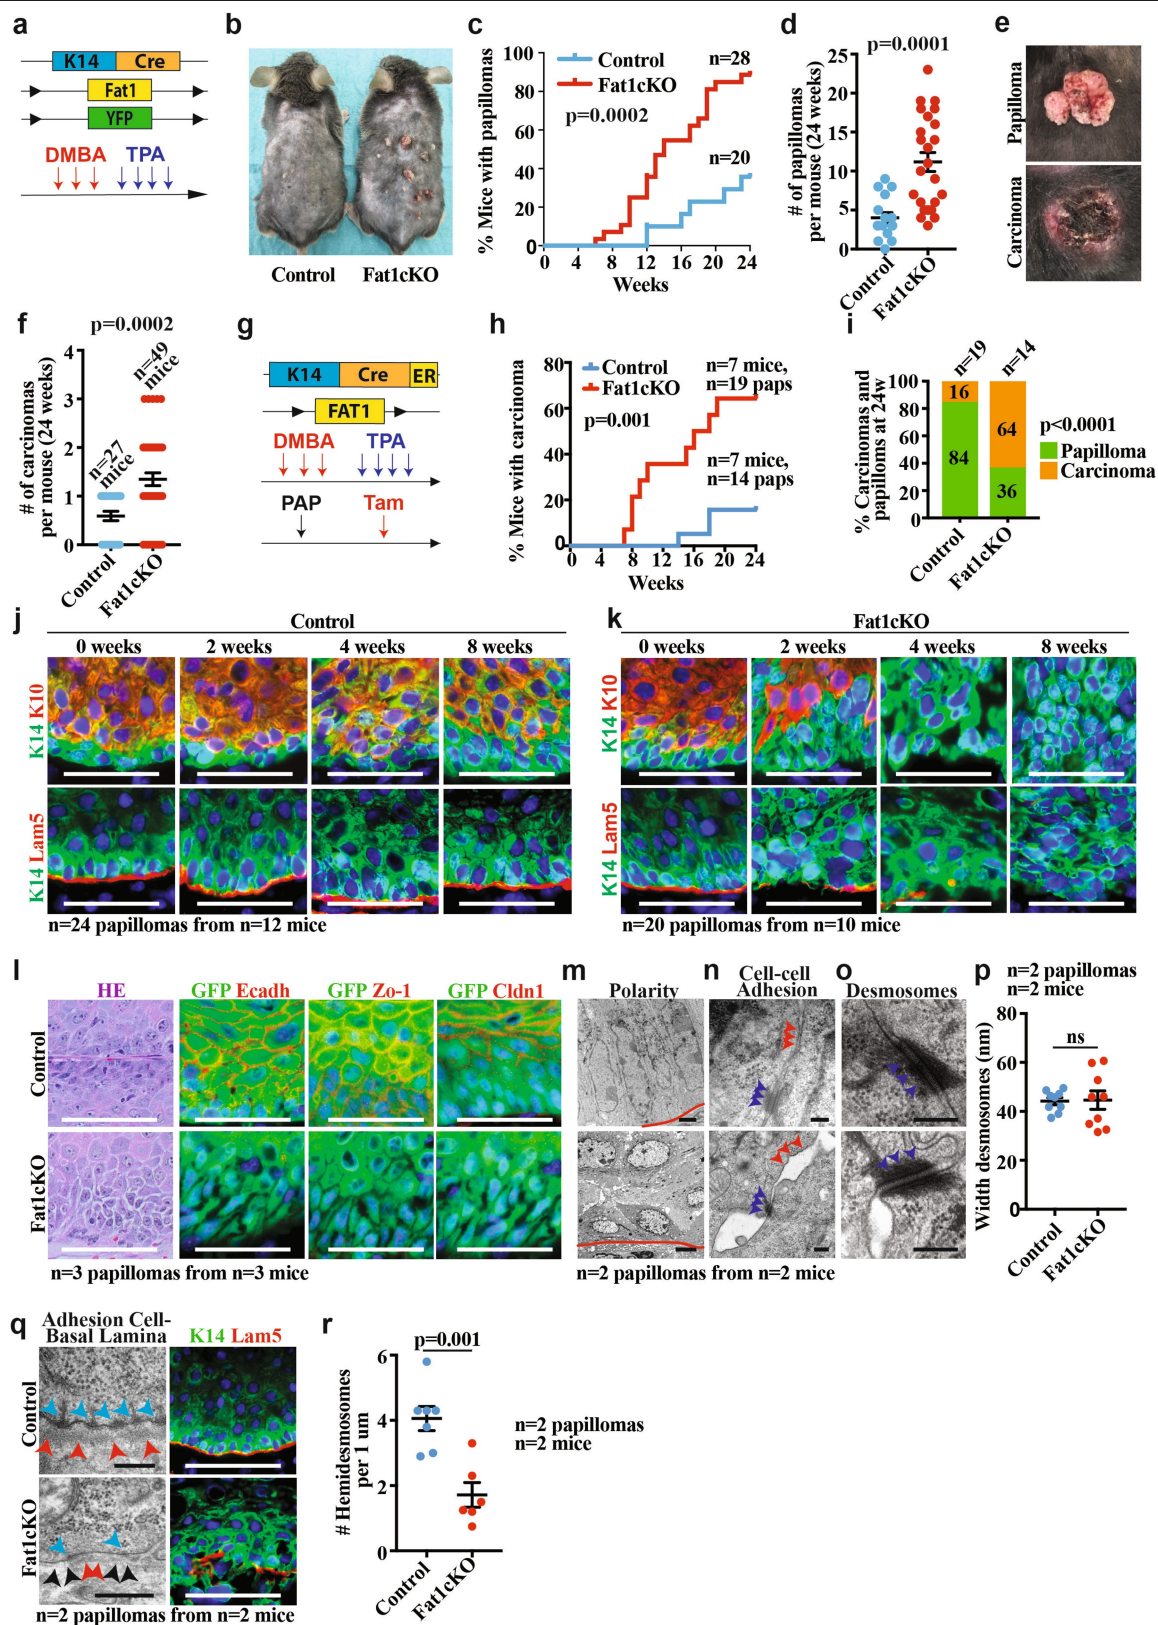 a
K14 Cre
Fat1
YFP
DMBA TPA
b
Control Fat1cKO
c
% Mice with papillomas
100
80
60
40
20
0
Control
Fat1cKO
p=0.0002
n=28
n=20
0 4 8 12 16 20 24
Weeks
d
p=0.0001
# of papillomas
per mouse (24 weeks)
25
20
15
10
5
0
Control
Fat1cKO
e
Papilloma
Carcinoma
f
p=0.0002
# of carcinomas
per mouse (24 weeks)
4
3
2
1
0
n=27
mice
n=49
mice
Control
Fat1cKO
g
K14 Cre ER
FAT1
DMBA TPA
PAP Tam
h
% Mice with carcinoma
80
60
40
20
0
Control
Fat1cKO
p=0.001
n=7 mice,
n=19 paps
n=7 mice,
n=14 paps
0 4 8 12 16 20 24
Weeks
i
% Carcinomas and
papilloms at 24w
100
80
60
40
20
0
n=19
n=14
16
84
64
36
p<0.0001
Papilloma
Carcinoma
Control
Fat1cKO
j
Control
0 weeks 2 weeks 4 weeks 8 weeks
K14 K10
K14 Lam5
n=24 papillomas from n=12 mice
k
Fat1cKO
0 weeks 2 weeks 4 weeks 8 weeks
K14 K10
K14 Lam5
n=20 papillomas from n=10 mice
l
HE GFP Ecadh GFP Zo-1 GFP Cldn1
Control
Fat1cKO
n=3 papillomas from n=3 mice
m
Polarity
n
Cell-cell
Adhesion
o
Desmosomes
n=2 papillomas from n=2 mice
p
n=2 papillomas
n=2 mice
Width desmosomes (nm)
80
60
40
20
0
ns
Control
Fat1cKO
q
Adhesion Cell-
Basal Lamina
K14 Lam5
Control
Fat1cKO
n=2 papillomas from n=2 mice
r
p=0.001
# Hemidesmosomes
per 1 um
6
4
2
0
n=2 papillomas
n=2 mice
Control
Fat1cKO